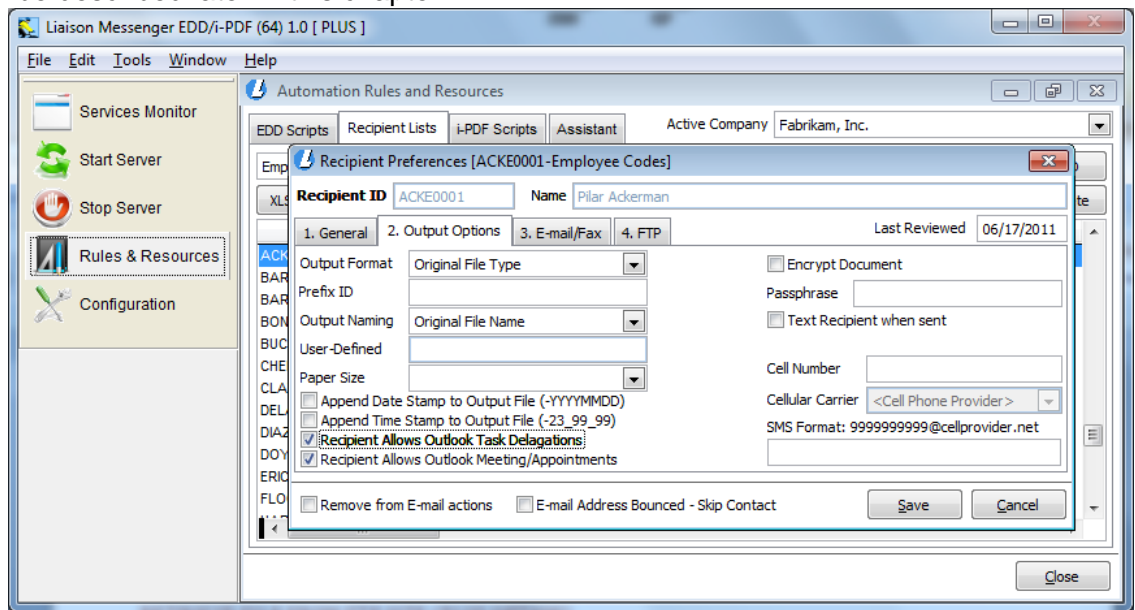 Liaison Messenger EDD/i-PDF (64) 1.0 [ PLUS ]
File Edit Tools Window Help
Services Monitor
Start Server
Stop Server
Rules & Resources
Configuration
Automation Rules and Resources
EDD Scripts Recipient Lists i-PDF Scripts Assistant Active Company Fabrikam, Inc.
Emp
XLS
te
ACK
BAR
BAR
BON
BUC
CHE
CLA
DEL
DIAZ
DOY
ERIC
FLO
Recipient Preferences [ACKE0001-Employee Codes]
Recipient ID ACKE0001 Name Pilar Ackerman
1. General 2. Output Options 3. E-mail/Fax 4. FTP Last Reviewed 06/17/2011
Output Format Original File Type Encrypt Document
Prefix ID Passphrase
Output Naming Original File Name Text Recipient when sent
User-Defined
Paper Size Cell Number
Append Date Stamp to Output File (-YYYYMMDD) Cellular Carrier <Cell Phone Provider>
Append Time Stamp to Output File (-23_99_99) SMS Format: 9999999999@cellprovider.net
Recipient Allows Outlook Task Delagations
Recipient Allows Outlook Meeting/Appointments
Remove from E-mail actions E-mail Address Bounced - Skip Contact Save Cancel
Close